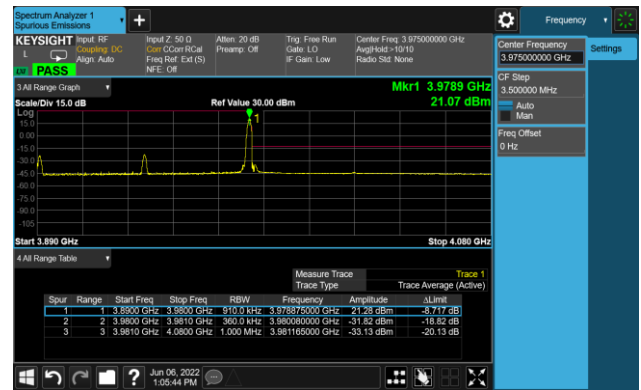 Spectrum Analyzer 1
Spurious Emissions
Frequency
KEYSIGHT Input: RF Input Z: 50 Ω Atten: 20 dB Trig: Free Run Center Freq: 3.975000000 GHz
L Coupling: DC Corr CCorr RCal Preamp: Off Gate: LO Avg|Hold:>10/10
Align: Auto Freq Ref: Ext (S) IF Gain: Low Radio Std: None
PASS NFE: Off
Center Frequency
3.975000000 GHz
Settings
CF Step
3.500000 MHz
Auto
Man
Freq Offset
0 Hz
3 All Range Graph
Mkr1 3.9789 GHz
Scale/Div 15.0 dB Ref Value 30.00 dBm 21.07 dBm
Log
15.0
0.00
-15.0
-30.0
-45.0
-60.0
-75.0
-90.0
-105
1
Start 3.890 GHz Stop 4.080 GHz
4 All Range Table
Measure Trace Trace 1
Trace Type Trace Average (Active)
Spur Range Start Freq Stop Freq RBW Frequency Amplitude ΔLimit
1 1 3.8900 GHz 3.9800 GHz 910.0 kHz 3.978875000 GHz 21.28 dBm -8.717 dB
2 2 3.9800 GHz 3.9810 GHz 360.0 kHz 3.980080000 GHz -31.82 dBm -18.82 dB
3 3 3.9810 GHz 4.0800 GHz 1.000 MHz 3.981165000 GHz -33.13 dBm -20.13 dB
Jun 06, 2022
1:05:44 PM